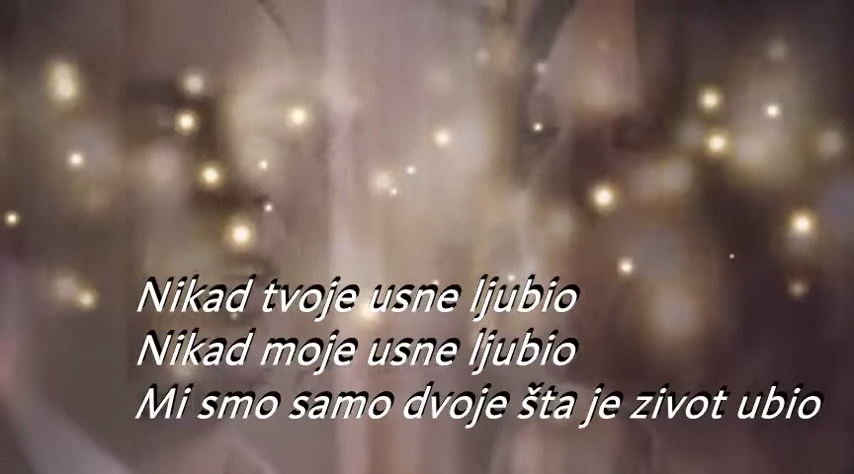 Nikad tvoje usne ljubio
Nikad moje usne ljubio
Mi smo samo dvoje šta je zivot ubio